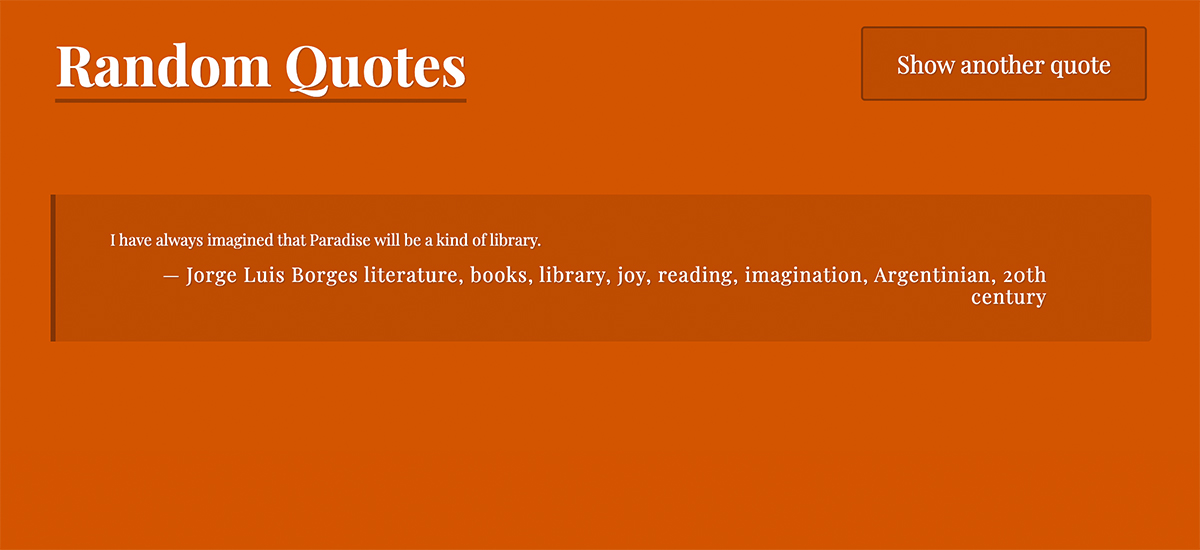 Random Quotes
Show another quote
I have always imagined that Paradise will be a kind of library.
— Jorge Luis Borges literature, books, library, joy, reading, imagination, Argentinian, 20th
century